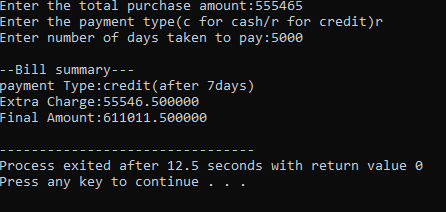 Enter the total purchase amount:555465
Enter the payment type(c for cash/r for credit)r
Enter number of days taken to pay:5000
--Bill summary---
payment Type:credit(after 7days)
Extra Charge:55546.500000
Final Amount:611011.500000
--------------------------------
Process exited after 12.5 seconds with return value 0
Press any key to continue . . .